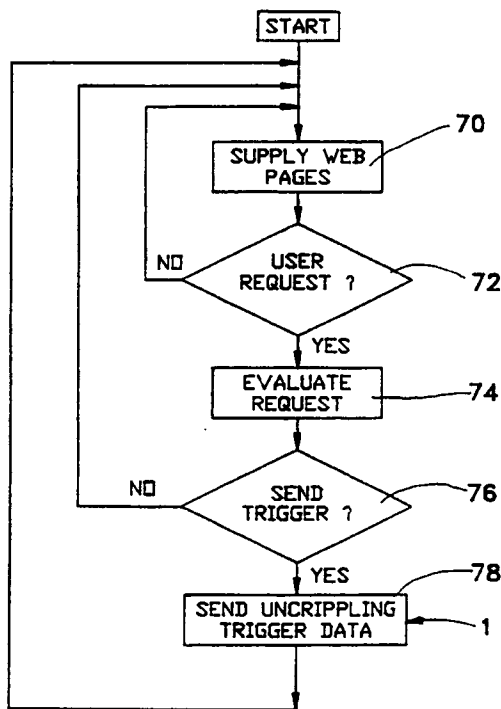 START
70
SUPPLY WEB
PAGES
NO
USER
REQUEST ?
72
YES
EVALUATE
REQUEST
74
NO
SEND
TRIGGER ?
76
YES
78
SEND UNCRIPPLING
TRIGGER DATA
1